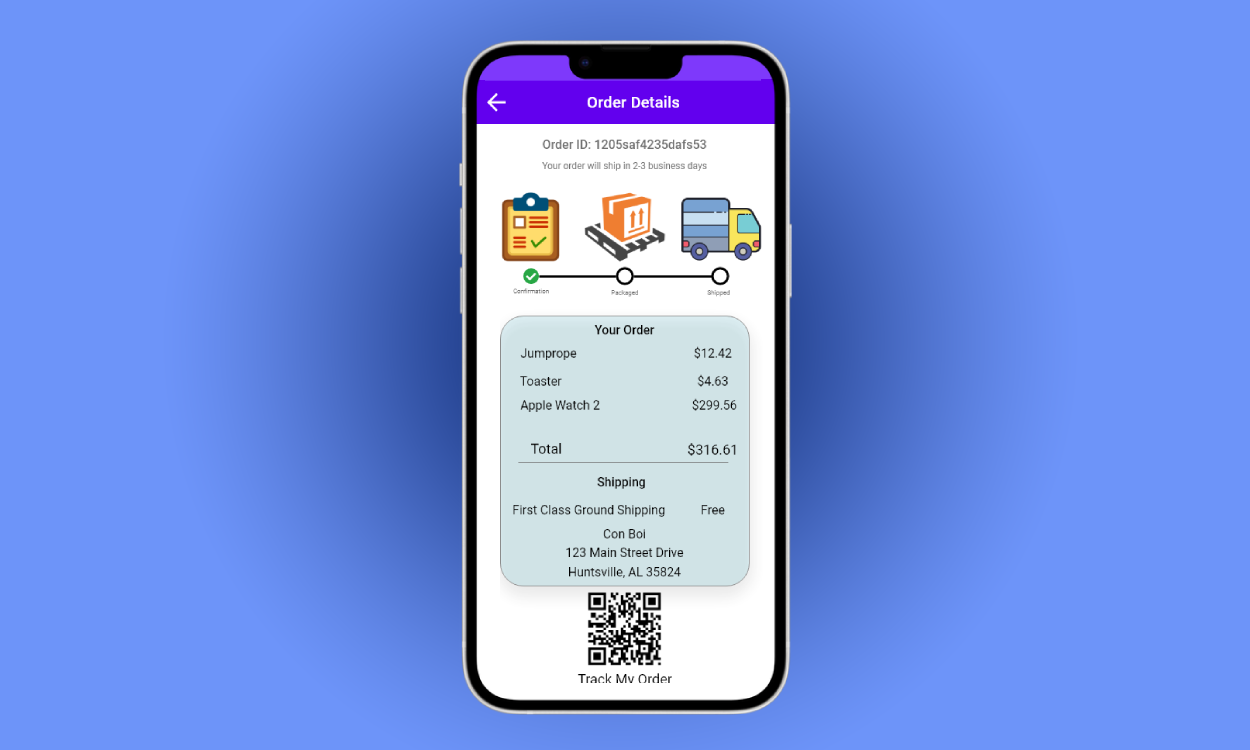 Order Details
Order ID: 1205saf4235dafs53
Your order will ship in 2-3 business days
Confirmation Packaged Shipped
Your Order
Jumprope $12.42
Toaster $4.63
Apple Watch 2 $299.56
Total $316.61
Shipping
First Class Ground Shipping Free
Con Boi
123 Main Street Drive
Huntsville, AL 35824
Track My Order